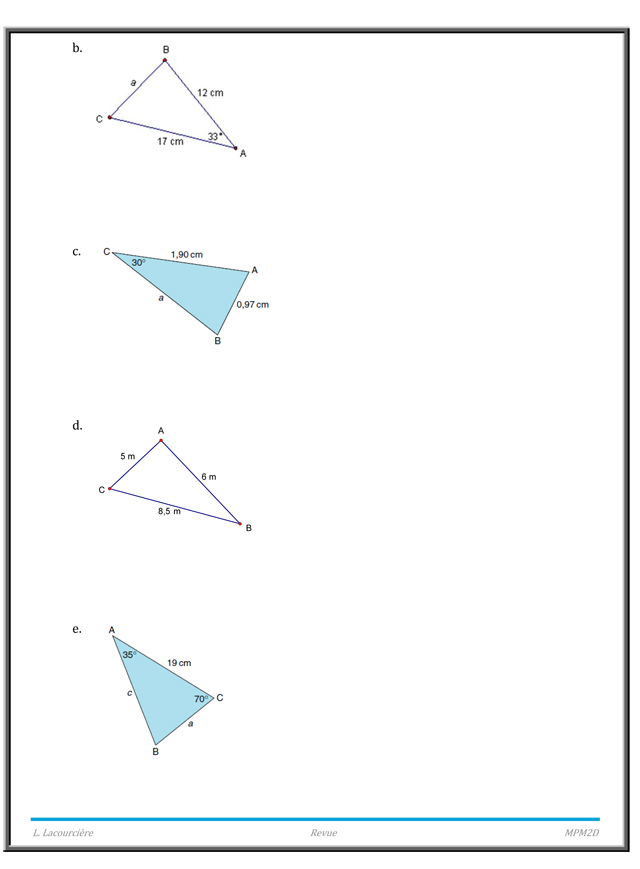 b.
B
a
12 cm
C
33°
17 cm
A
c.
C
1,90 cm
30°
A
a
0,97 cm
B
d.
A
5 m
6 m
C
8,5 m
B
e.
A
35°
19 cm
c
70°
C
a
B
L. Lacourcière Revue MPM2D